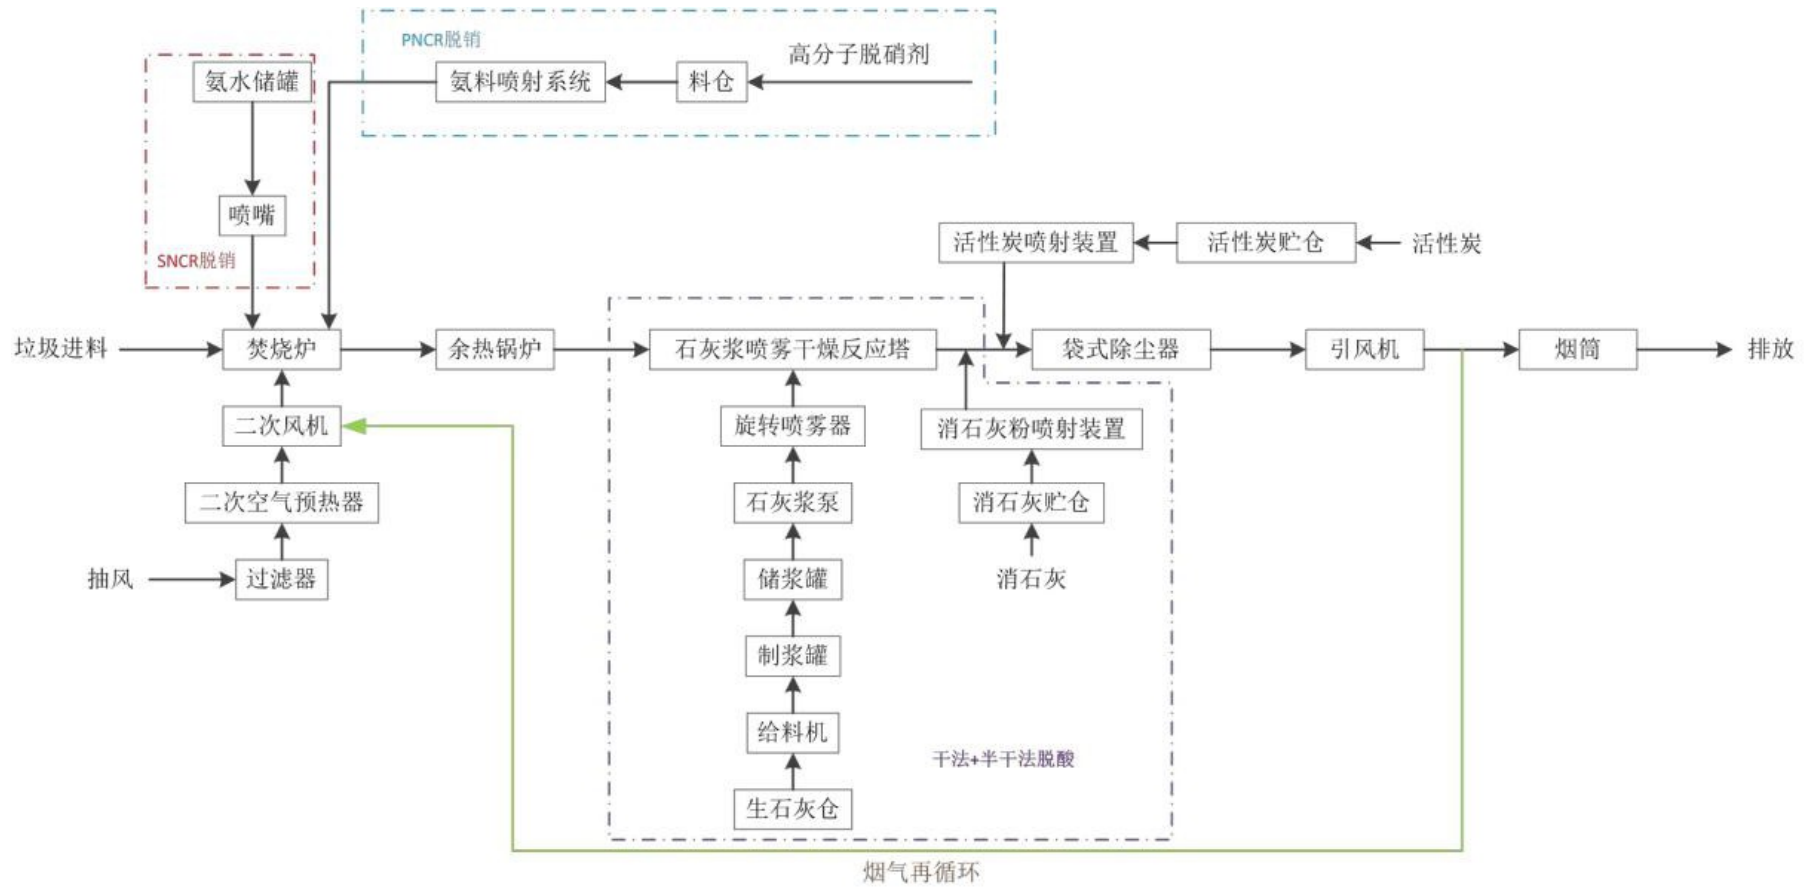 PNCR脱销
高分子脱硝剂
氨水储罐
氨料喷射系统
料仓
喷嘴
SNCR脱销
活性炭喷射装置
活性炭贮仓
活性炭
垃圾进料
焚烧炉
余热锅炉
石灰浆喷雾干燥反应塔
袋式除尘器
引风机
烟筒
排放
二次风机
旋转喷雾器
消石灰粉喷射装置
二次空气预热器
石灰浆泵
消石灰贮仓
抽风
过滤器
储浆罐
消石灰
制浆罐
给料机
干法+半干法脱酸
生石灰仓
烟气再循环